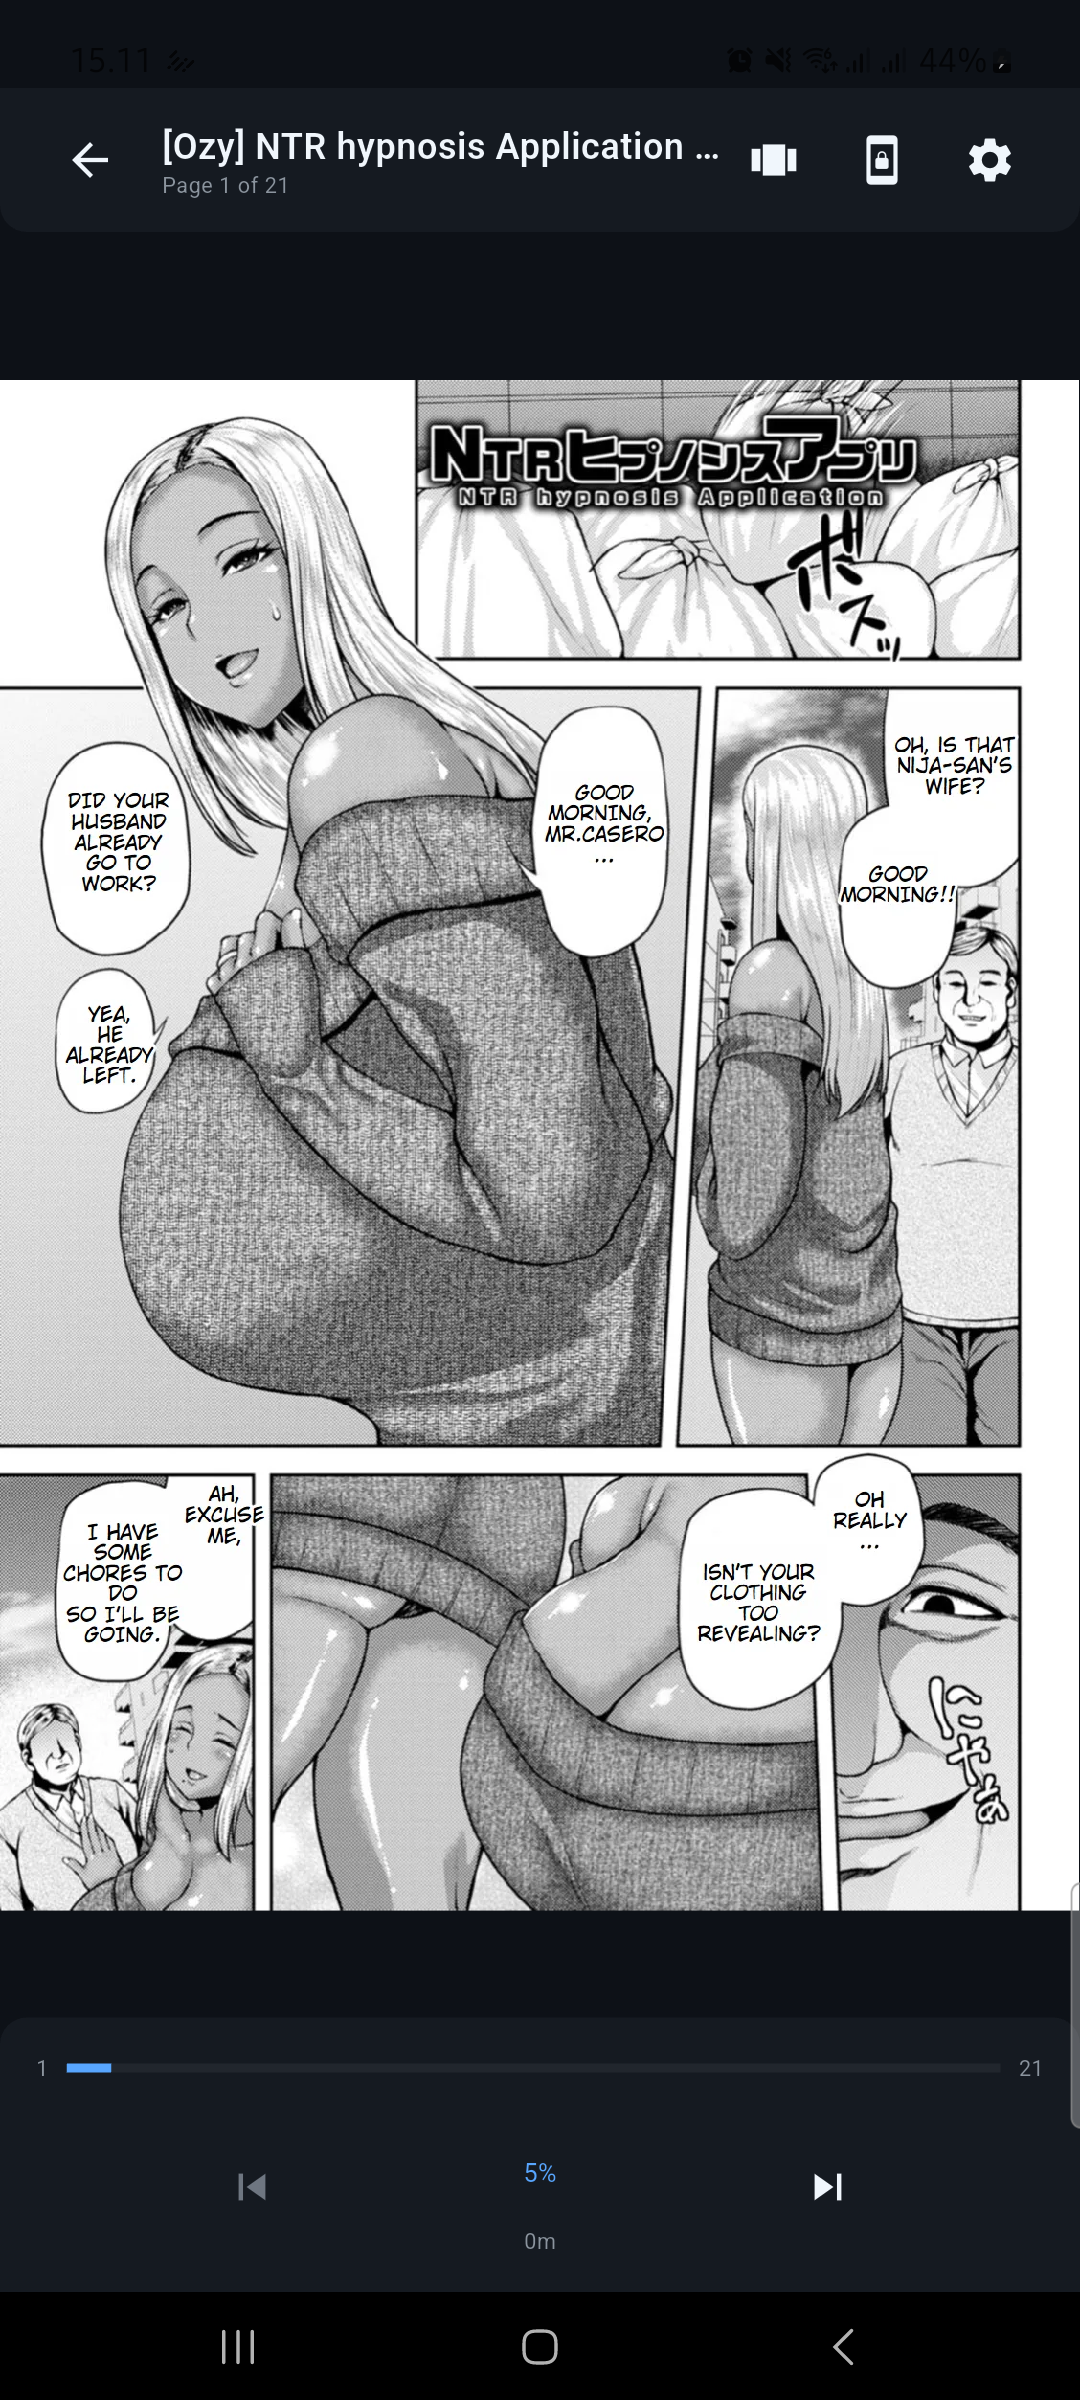 15.11
44%
[Ozy] NTR hypnosis Application ...
Page 1 of 21
NTRヒプノシスアプリ
NTR hypnosis Application
ボスッ
OH, IS THAT
NIJA-SAN'S
WIFE?
GOOD
MORNING!!
GOOD
MORNING,
MR.CASERO
...
DID YOUR
HUSBAND
ALREADY
GO TO
WORK?
YEA,
HE
ALREADY
LEFT.
OH
REALLY
...
ISN'T YOUR
CLOTHING
TOO
REVEALING?
にやぁ
AH,
EXCUSE
ME,
I HAVE
SOME
CHORES TO
DO
SO I'LL BE
GOING.
1
21
5%
0m